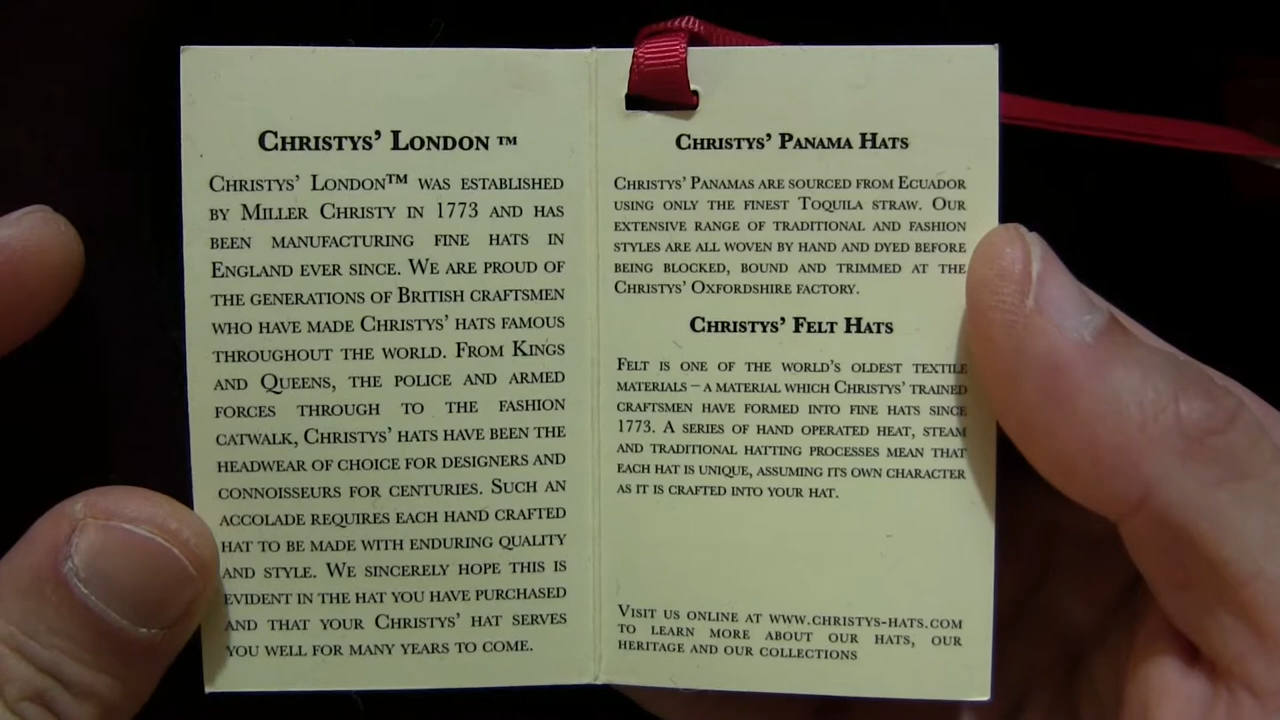 Christys' London ™
Christys' London™ was established
by Miller Christy in 1773 and has
been manufacturing fine hats in
England ever since. We are proud of
the generations of British craftsmen
who have made Christys' hats famous
throughout the world. From Kings
and Queens, the police and armed
forces through to the fashion
catwalk, Christys' hats have been the
headwear of choice for designers and
connoisseurs for centuries. Such an
accolade requires each hand crafted
hat to be made with enduring quality
and style. We sincerely hope this is
evident in the hat you have purchased
and that your Christys' hat serves
you well for many years to come.
Christys' Panama Hats
Christys' Panamas are sourced from Ecuador
using only the finest Toquila straw. Our
extensive range of traditional and fashion
styles are all woven by hand and dyed before
being blocked, bound and trimmed at the
Christys' Oxfordshire factory.
Christys' Felt Hats
Felt is one of the world's oldest textile
materials – a material which Christys' trained
craftsmen have formed into fine hats since
1773. A series of hand operated heat, steam
and traditional hatting processes mean that
each hat is unique, assuming its own character
as it is crafted into your hat.
Visit us online at www.christys-hats.com
to learn more about our hats, our
heritage and our collections